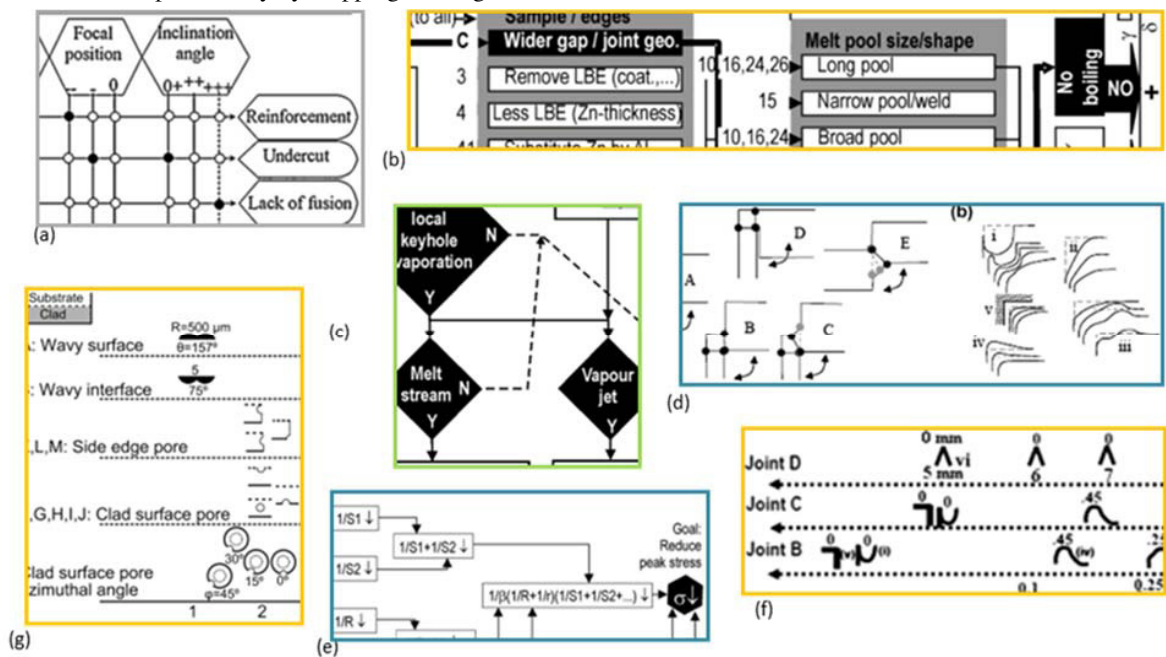 Focal position
Inclination angle
-- - 0
0 + ++ +++
Reinforcement
Undercut
Lack of fusion
(a)
(to all)
Sample / edges
C
Wider gap / joint geo.
3
Remove LBE (coat.,...)
4
Less LBE (Zn-thickness)
Melt pool size/shape
10,16,24,26
Long pool
15
Narrow pool/weld
10,16,24
Broad pool
No boiling
NO
+
(b)
local
keyhole
evaporation
N
Y
Melt
stream
N
Y
Vapour
jet
Y
(c)
(b)
D
E
A
B
C
i
ii
v
iv
iii
(d)
1/S1 ↓
1/S1+1/S2 ↓
1/S2 ↓
Goal:
Reduce
peak stress
1/β(1/R+1/r)(1/S1+1/S2+...) ↓
σ↓
1/R ↓
(e)
0 mm 0 0
Joint D
vi
5 mm 6 7
Joint C
0 0 .45
Joint B
0 0 .45
(v) (i) (iv)
0.1 0.25
(f)
Substrate
Clad
R=500 μm
A: Wavy surface
θ=157°
5
: Wavy interface
75°
,L,M: Side edge pore
,G,H,I,J: Clad surface pore
30°
15° 0°
Clad surface pore
azimuthal angle
φ=45°
1 2
(g)